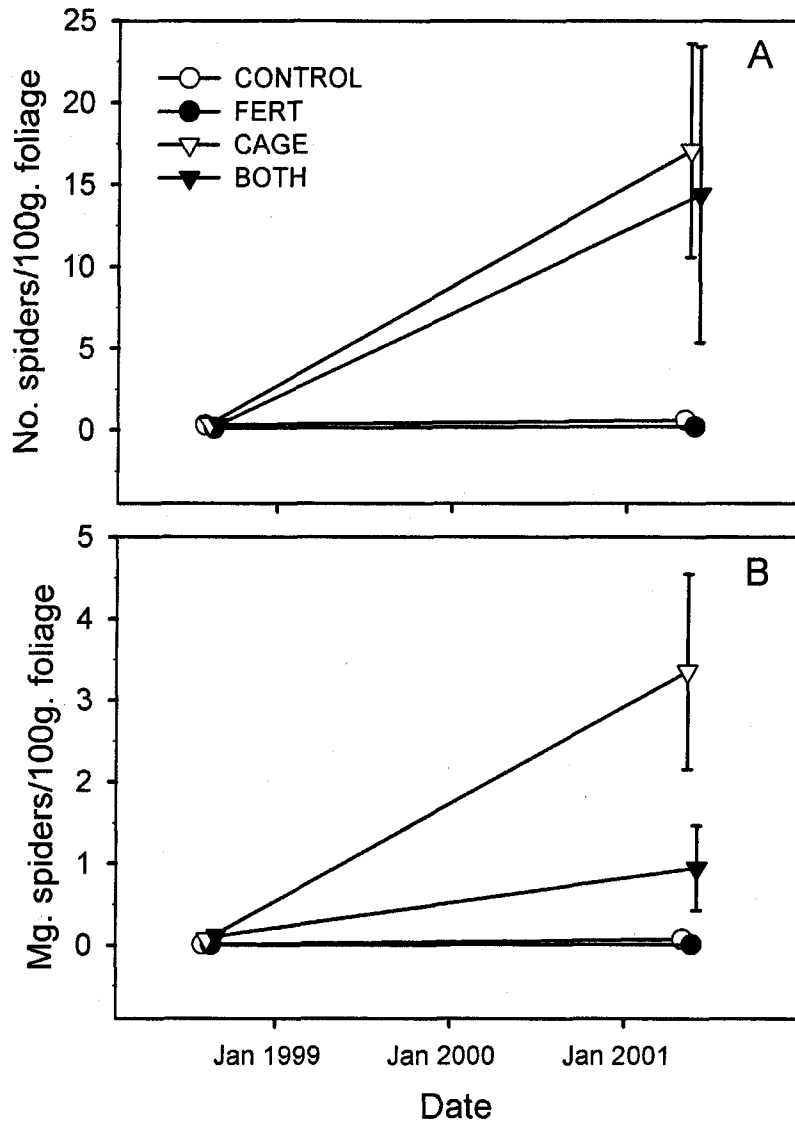 A
CONTROL
FERT
CAGE
BOTH
No. spiders/100g. foliage
25
20
15
10
5
0
B
Mg. spiders/100g. foliage
5
4
3
2
1
0
Jan 1999 Jan 2000 Jan 2001
Date